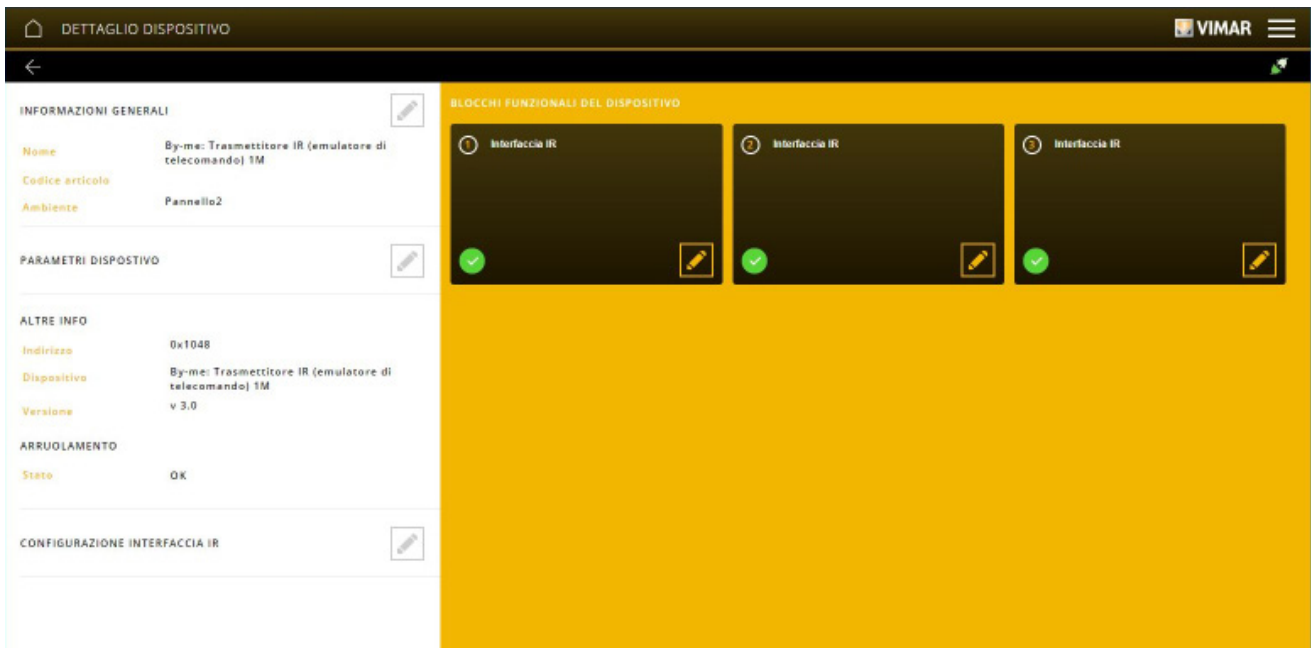 DETTAGLIO DISPOSITIVO
VIMAR
INFORMAZIONI GENERALI
Nome
By-me: Trasmettitore IR (emulatore di
telecomando) 1M
Codice articolo
Ambiente
Pannello2
PARAMETRI DISPOSTIVO
ALTRE INFO
Indirizzo
0x1048
Dispositivo
By-me: Trasmettitore IR (emulatore di
telecomando) 1M
Versione
v 3.0
ARRUOLAMENTO
Stato
OK
CONFIGURAZIONE INTERFACCIA IR
BLOCCHI FUNZIONALI DEL DISPOSITIVO
1 Interfaccia IR
2 Interfaccia IR
3 Interfaccia IR